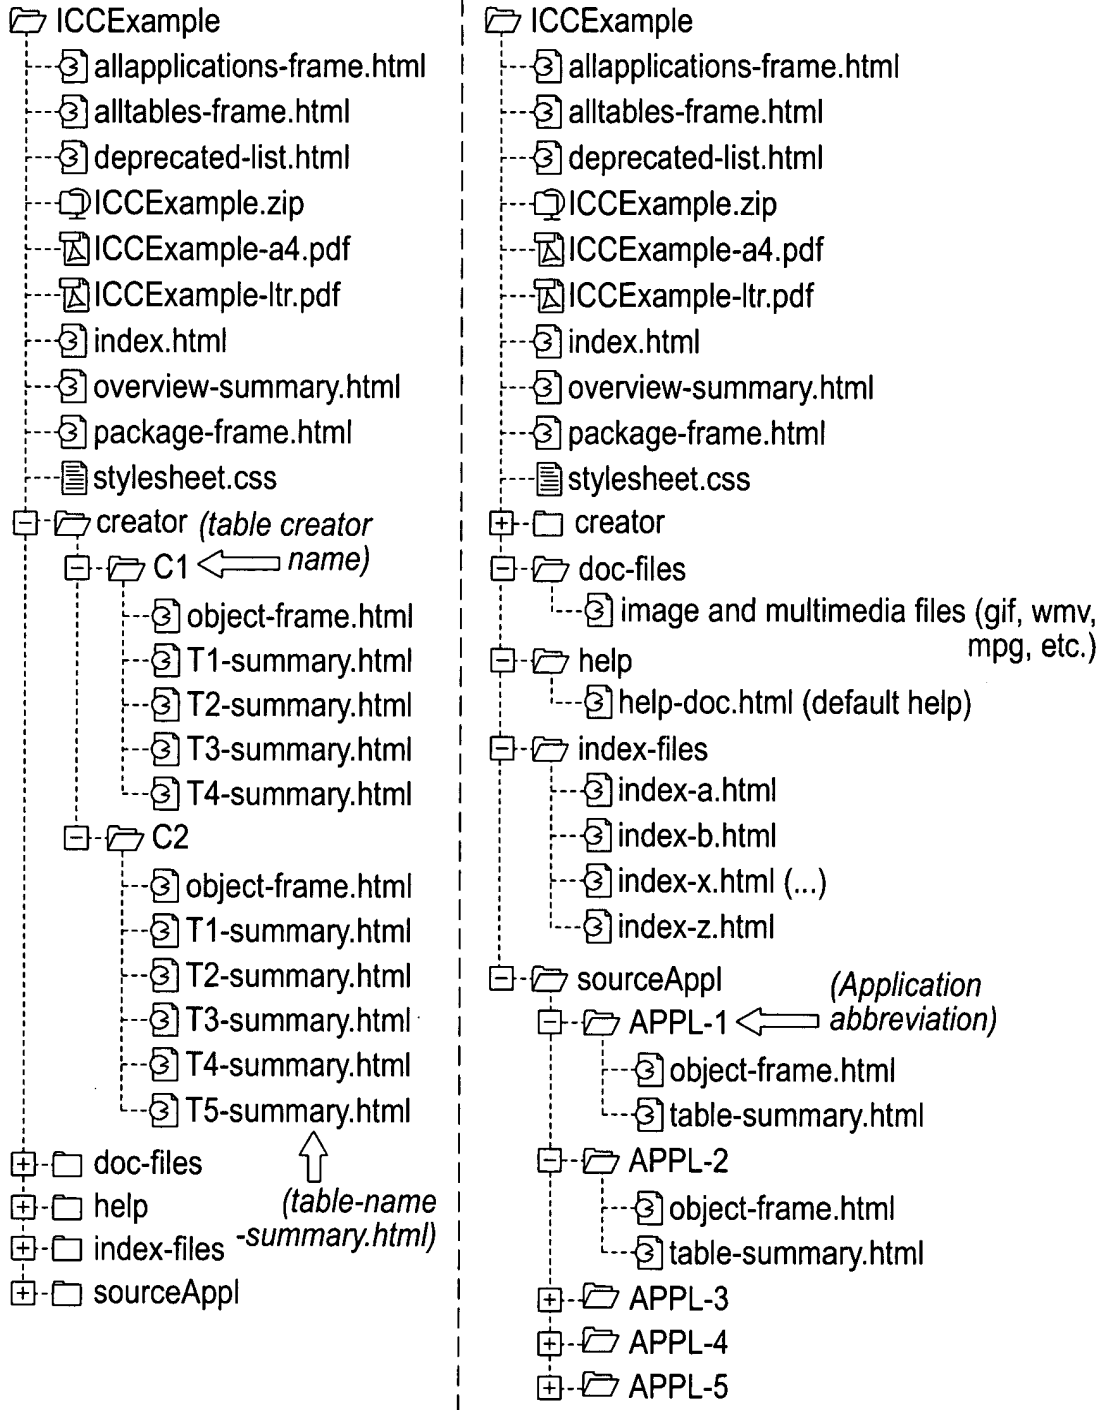 ICCExample
allapplications-frame.html
alltables-frame.html
deprecated-list.html
ICCExample.zip
ICCExample-a4.pdf
ICCExample-ltr.pdf
index.html
overview-summary.html
package-frame.html
stylesheet.css
creator (table creator
name)
C1
object-frame.html
T1-summary.html
T2-summary.html
T3-summary.html
T4-summary.html
C2
object-frame.html
T1-summary.html
T2-summary.html
T3-summary.html
T4-summary.html
T5-summary.html
doc-files
help
(table-name
index-files -summary.html)
sourceAppl
ICCExample
allapplications-frame.html
alltables-frame.html
deprecated-list.html
ICCExample.zip
ICCExample-a4.pdf
ICCExample-ltr.pdf
index.html
overview-summary.html
package-frame.html
stylesheet.css
creator
doc-files
image and multimedia files (gif, wmv,
mpg, etc.)
help
help-doc.html (default help)
index-files
index-a.html
index-b.html
index-x.html (...)
index-z.html
sourceAppl
(Application
APPL-1 abbreviation)
object-frame.html
table-summary.html
APPL-2
object-frame.html
table-summary.html
APPL-3
APPL-4
APPL-5